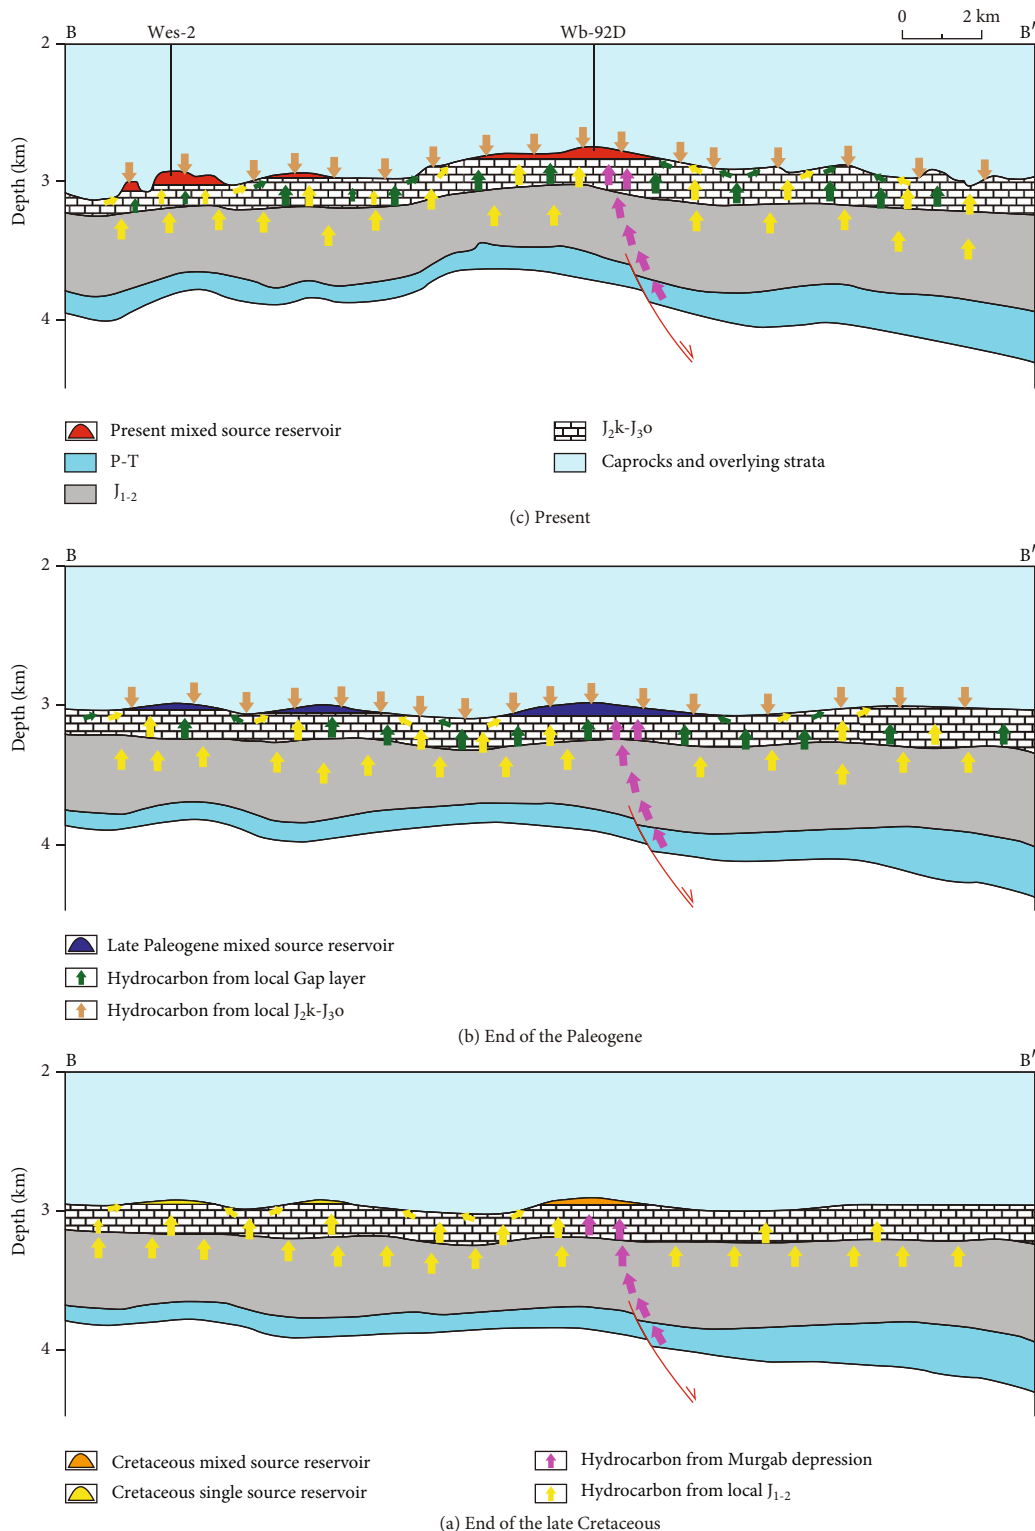 0 2 km
B Wes-2 Wb-92D B′
2
3
4
Depth (km)
Present mixed source reservoir
P-T
J₁₋₂
J₂k-J₃o
Caprocks and overlying strata
(c) Present
B B′
2
3
4
Depth (km)
Late Paleogene mixed source reservoir
Hydrocarbon from local Gap layer
Hydrocarbon from local J₂k-J₃o
(b) End of the Paleogene
B B′
2
3
4
Depth (km)
Cretaceous mixed source reservoir
Cretaceous single source reservoir
Hydrocarbon from Murgab depression
Hydrocarbon from local J₁₋₂
(a) End of the late Cretaceous